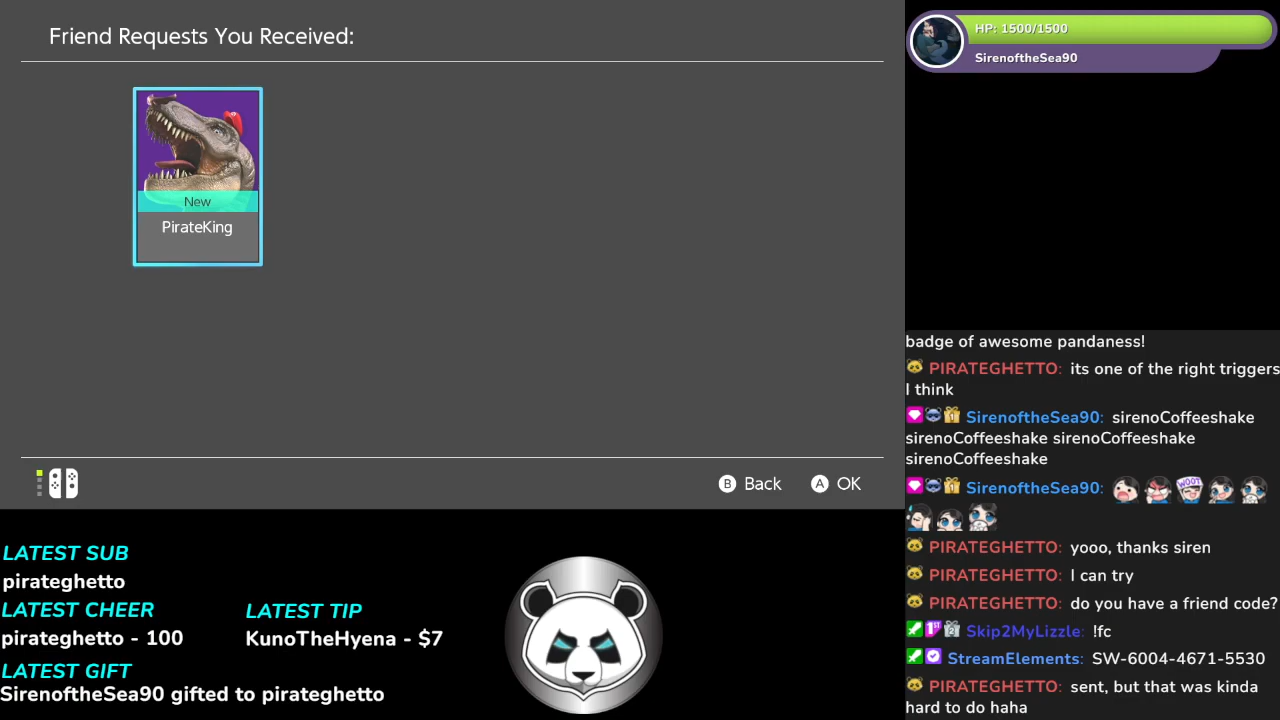 Friend Requests You Received:
New
PirateKing
B Back A OK
LATEST SUB
pirateghetto
LATEST CHEER
pirateghetto - 100
LATEST TIP
KunoTheHyena - $7
LATEST GIFT
SirenoftheSea90 gifted to pirateghetto
HP: 1500/1500
SirenoftheSea90
badge of awesome pandaness!
PIRATEGHETTO: its one of the right triggers
I think
SirenoftheSea90: sirenoCoffeeshake
sirenoCoffeeshake sirenoCoffeeshake
sirenoCoffeeshake
SirenoftheSea90: WOOT
PIRATEGHETTO: yooo, thanks siren
PIRATEGHETTO: I can try
PIRATEGHETTO: do you have a friend code?
Skip2MyLizzle: !fc
StreamElements: SW-6004-4671-5530
PIRATEGHETTO: sent, but that was kinda
hard to do haha